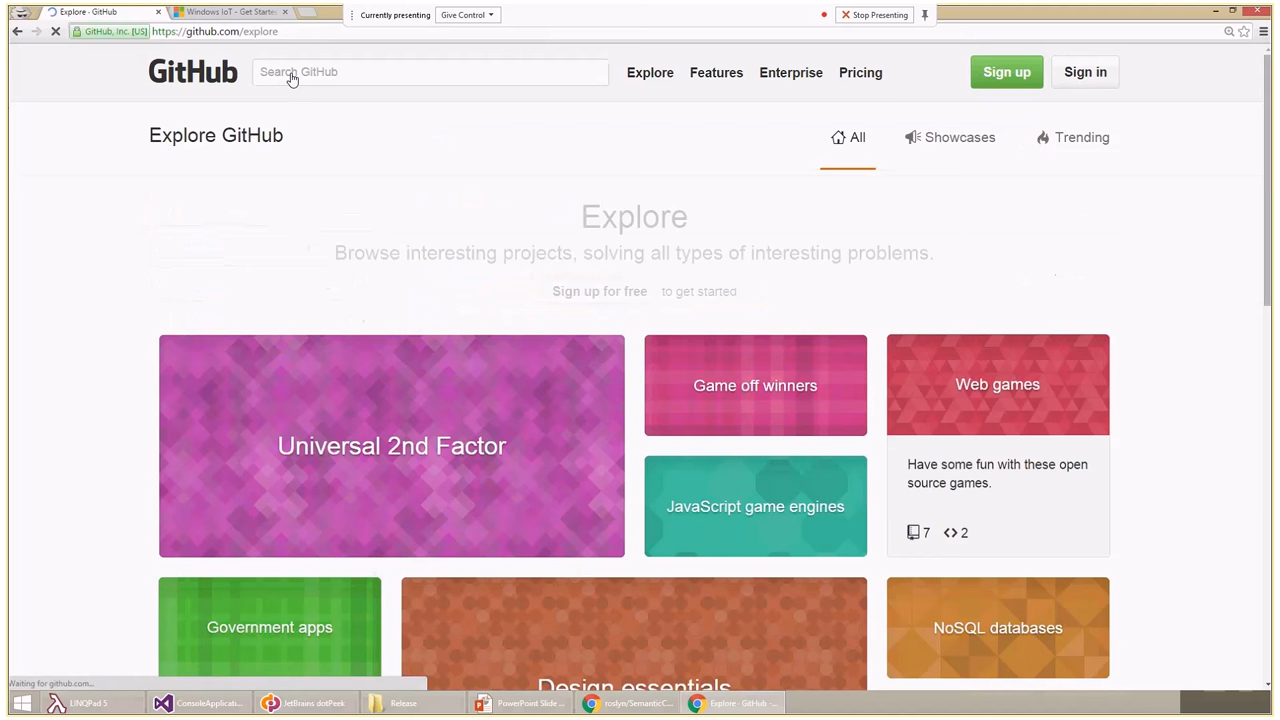 Explore - GitHub
Windows IoT - Get Starte
Currently presenting
Give Control
Stop Presenting
GitHub, Inc. [US]
https://github.com/explore
GitHub
Search GitHub
Explore
Features
Enterprise
Pricing
Sign up
Sign in
Explore GitHub
All
Showcases
Trending
Explore
Browse interesting projects, solving all types of interesting problems.
Sign up for free to get started
Universal 2nd Factor
Game off winners
Web games
Have some fun with these open
source games.
7
2
JavaScript game engines
Government apps
Design essentials
NoSQL databases
Waiting for github.com...
LINQPad 5
ConsoleApplicati...
JetBrains dotPeek
Release
PowerPoint Slide ...
roslyn/SemanticC...
Explore · GitHub -...